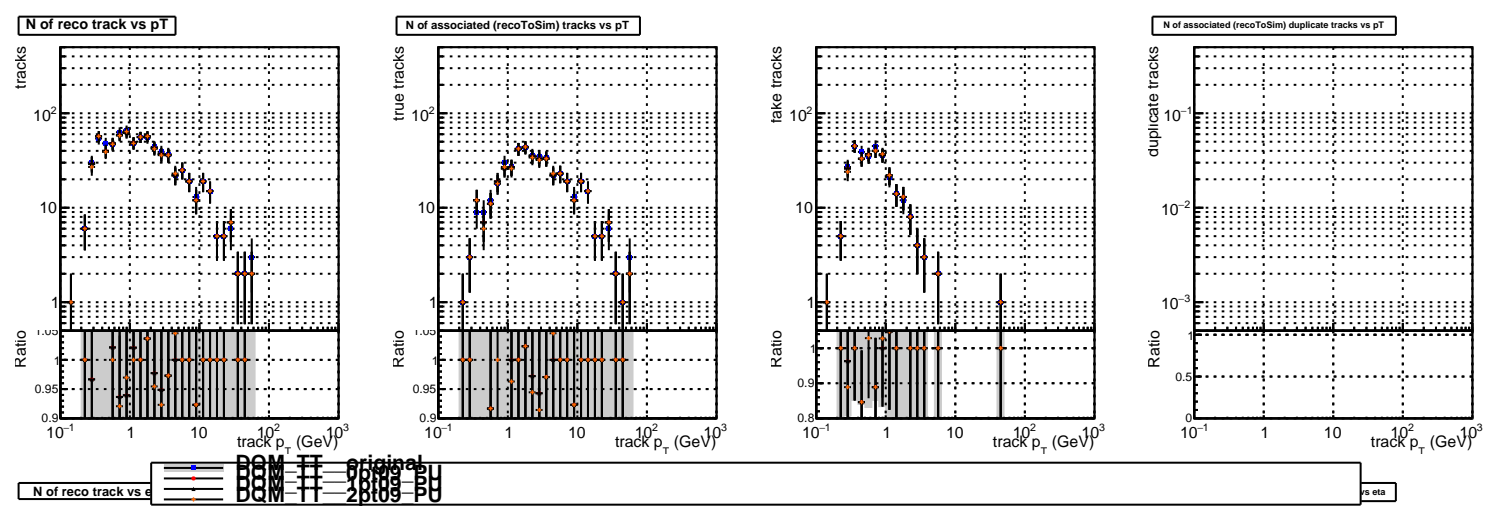 N of reco track vs pT
N of associated (recoToSim) tracks vs pT
N of associated (recoToSim) duplicate tracks vs pT
tracks
10²
10
1
Ratio
1.05
1
0.95
0.9
10⁻¹ 1 10 10² 10³
track p_T (GeV)
true tracks
10²
10
1
Ratio
1.05
1
0.95
0.9
10⁻¹ 1 10 10² 10³
track p_T (GeV)
fake tracks
10²
10
1
Ratio
1
0.9
0.8
10⁻¹ 1 10 10² 10³
track p_T (GeV)
duplicate tracks
10⁻¹
10⁻²
10⁻³
Ratio
1
0.5
0
10⁻¹ 1 10 10² 10³
track p_T (GeV)
DQM_TT_original
DQM_TT_0pt09_PU
DQM_TT_1pt09_PU
DQM_TT_2pt09_PU
N of reco track vs e
vs eta